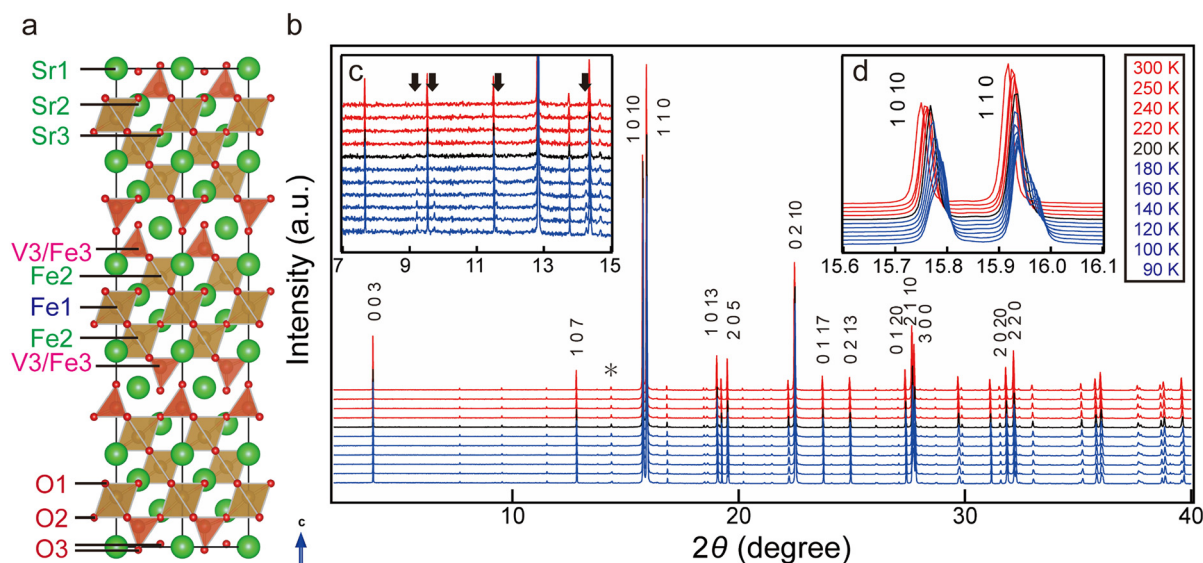 a
Sr1
Sr2
Sr3
V3/Fe3
Fe2
Fe1
Fe2
V3/Fe3
O1
O2
O3
c
b
Intensity (a.u.)
2θ (degree)
10
20
30
40
0 0 3
1 0 7
*
1 0 10
1 1 0
1 0 13
2 0 5
0 2 10
0 1 17
0 2 13
0 1 20
2 1 10
3 0 0
2 0 20
2 2 0
c
7
9
11
13
15
d
1 0 10
1 1 0
15.6
15.7
15.8
15.9
16.0
16.1
300 K
250 K
240 K
220 K
200 K
180 K
160 K
140 K
120 K
100 K
90 K